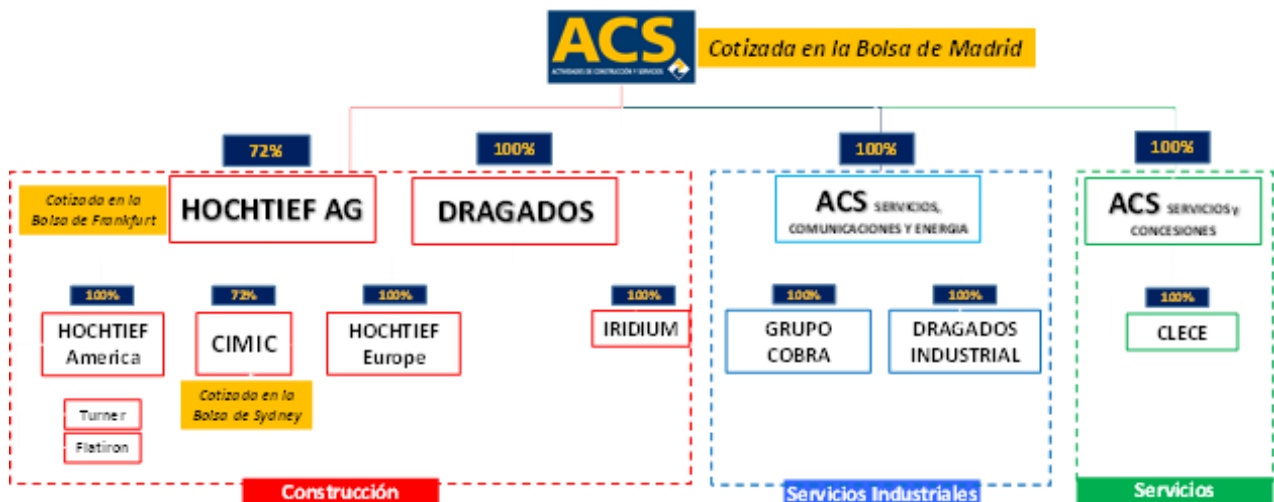 ACS
ACTIVIDADES DE CONSTRUCCIÓN Y SERVICIOS
Cotizada en la Bolsa de Madrid
72%
100%
100%
100%
Cotizada en la
Bolsa de Frankfurt
HOCHTIEF AG
DRAGADOS
ACS SERVICIOS,
COMUNICACIONES Y ENERGIA
ACS SERVICIOS y
CONCESIONES
100%
72%
100%
100%
100%
100%
100%
HOCHTIEF
America
CIMIC
HOCHTIEF
Europe
IRIDIUM
GRUPO
COBRA
DRAGADOS
INDUSTRIAL
CLECE
Cotizada en la
Bolsa de Sydney
Turner
Flatiron
Construcción
Servicios Industriales
Servicios